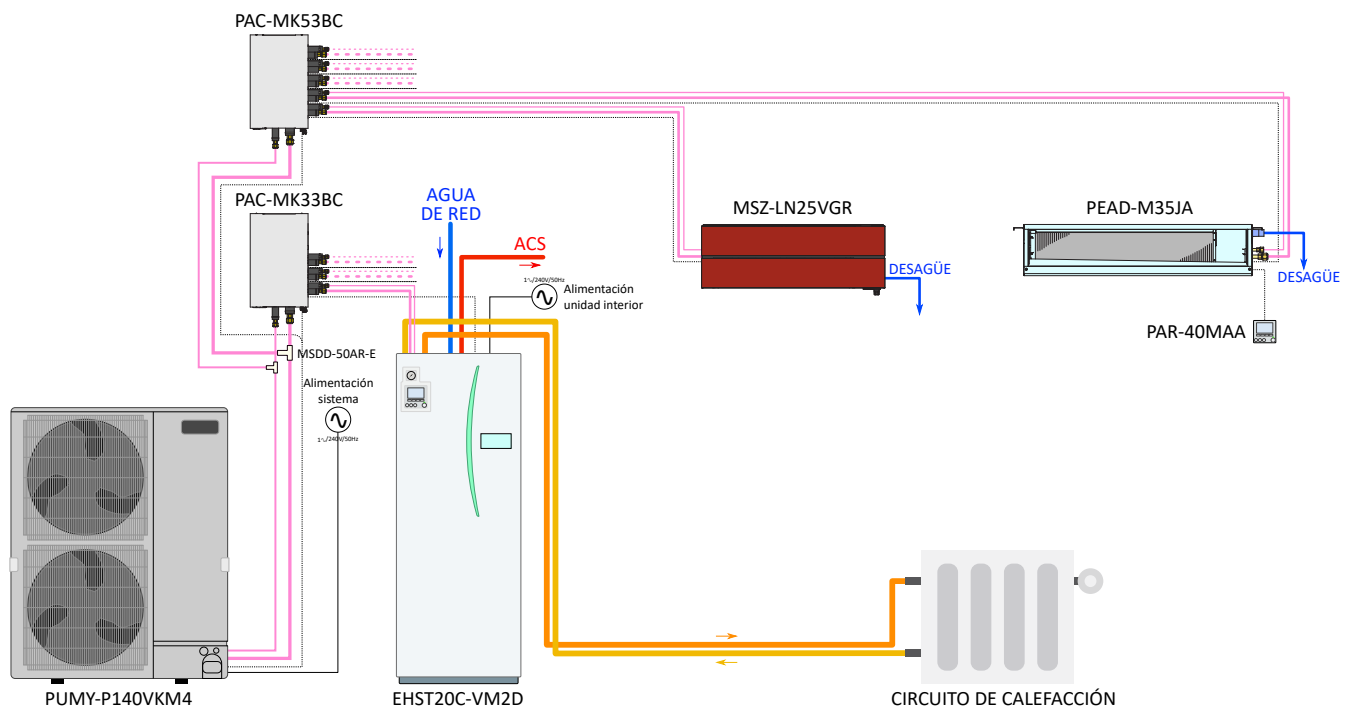 PAC-MK53BC
PAC-MK33BC
AGUA
DE RED
ACS
MSZ-LN25VGR
PEAD-M35JA
DESAGÜE
DESAGÜE
1~/240V/50Hz
Alimentación
unidad interior
PAR-40MAA
MSDD-50AR-E
Alimentación
sistema
1~/240V/50Hz
PUMY-P140VKM4
EHST20C-VM2D
CIRCUITO DE CALEFACCIÓN